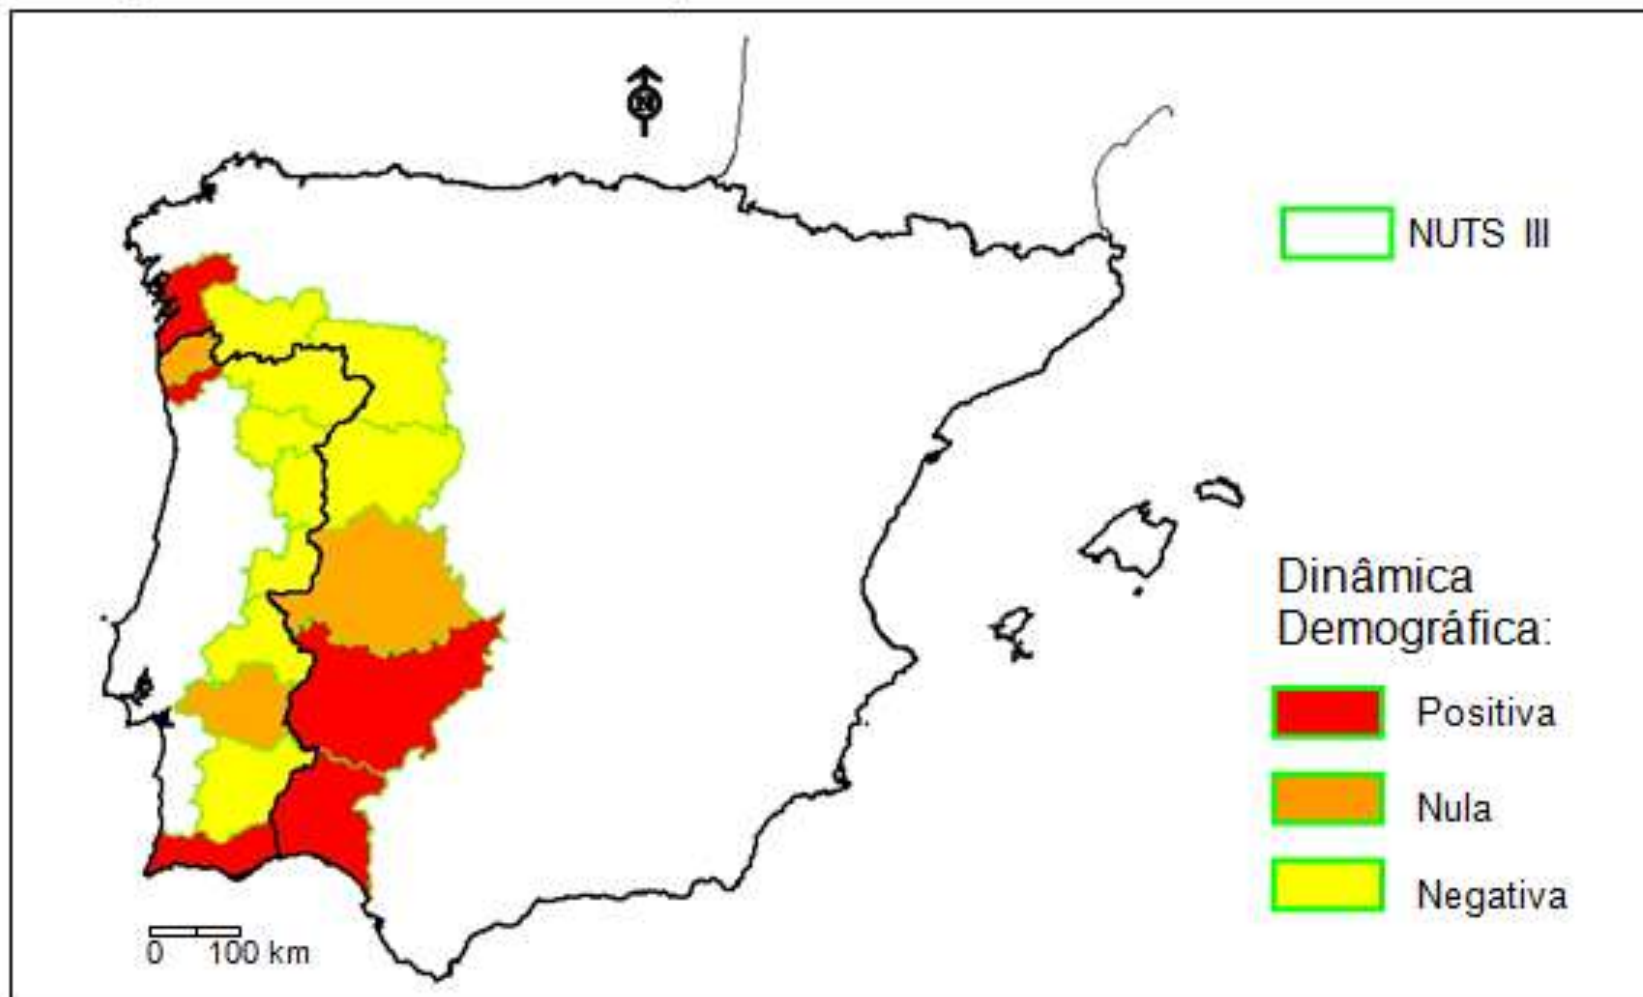 N
NUTS III
Dinâmica
Demográfica:
Positiva
Nula
Negativa
0 100 km